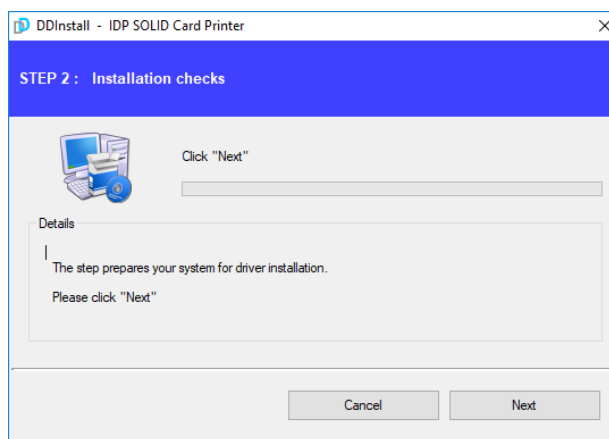 DDInstall - IDP SOLID Card Printer
STEP 2 : Installation checks
Click "Next"
Details
The step prepares your system for driver installation.
Please click "Next"
Cancel
Next